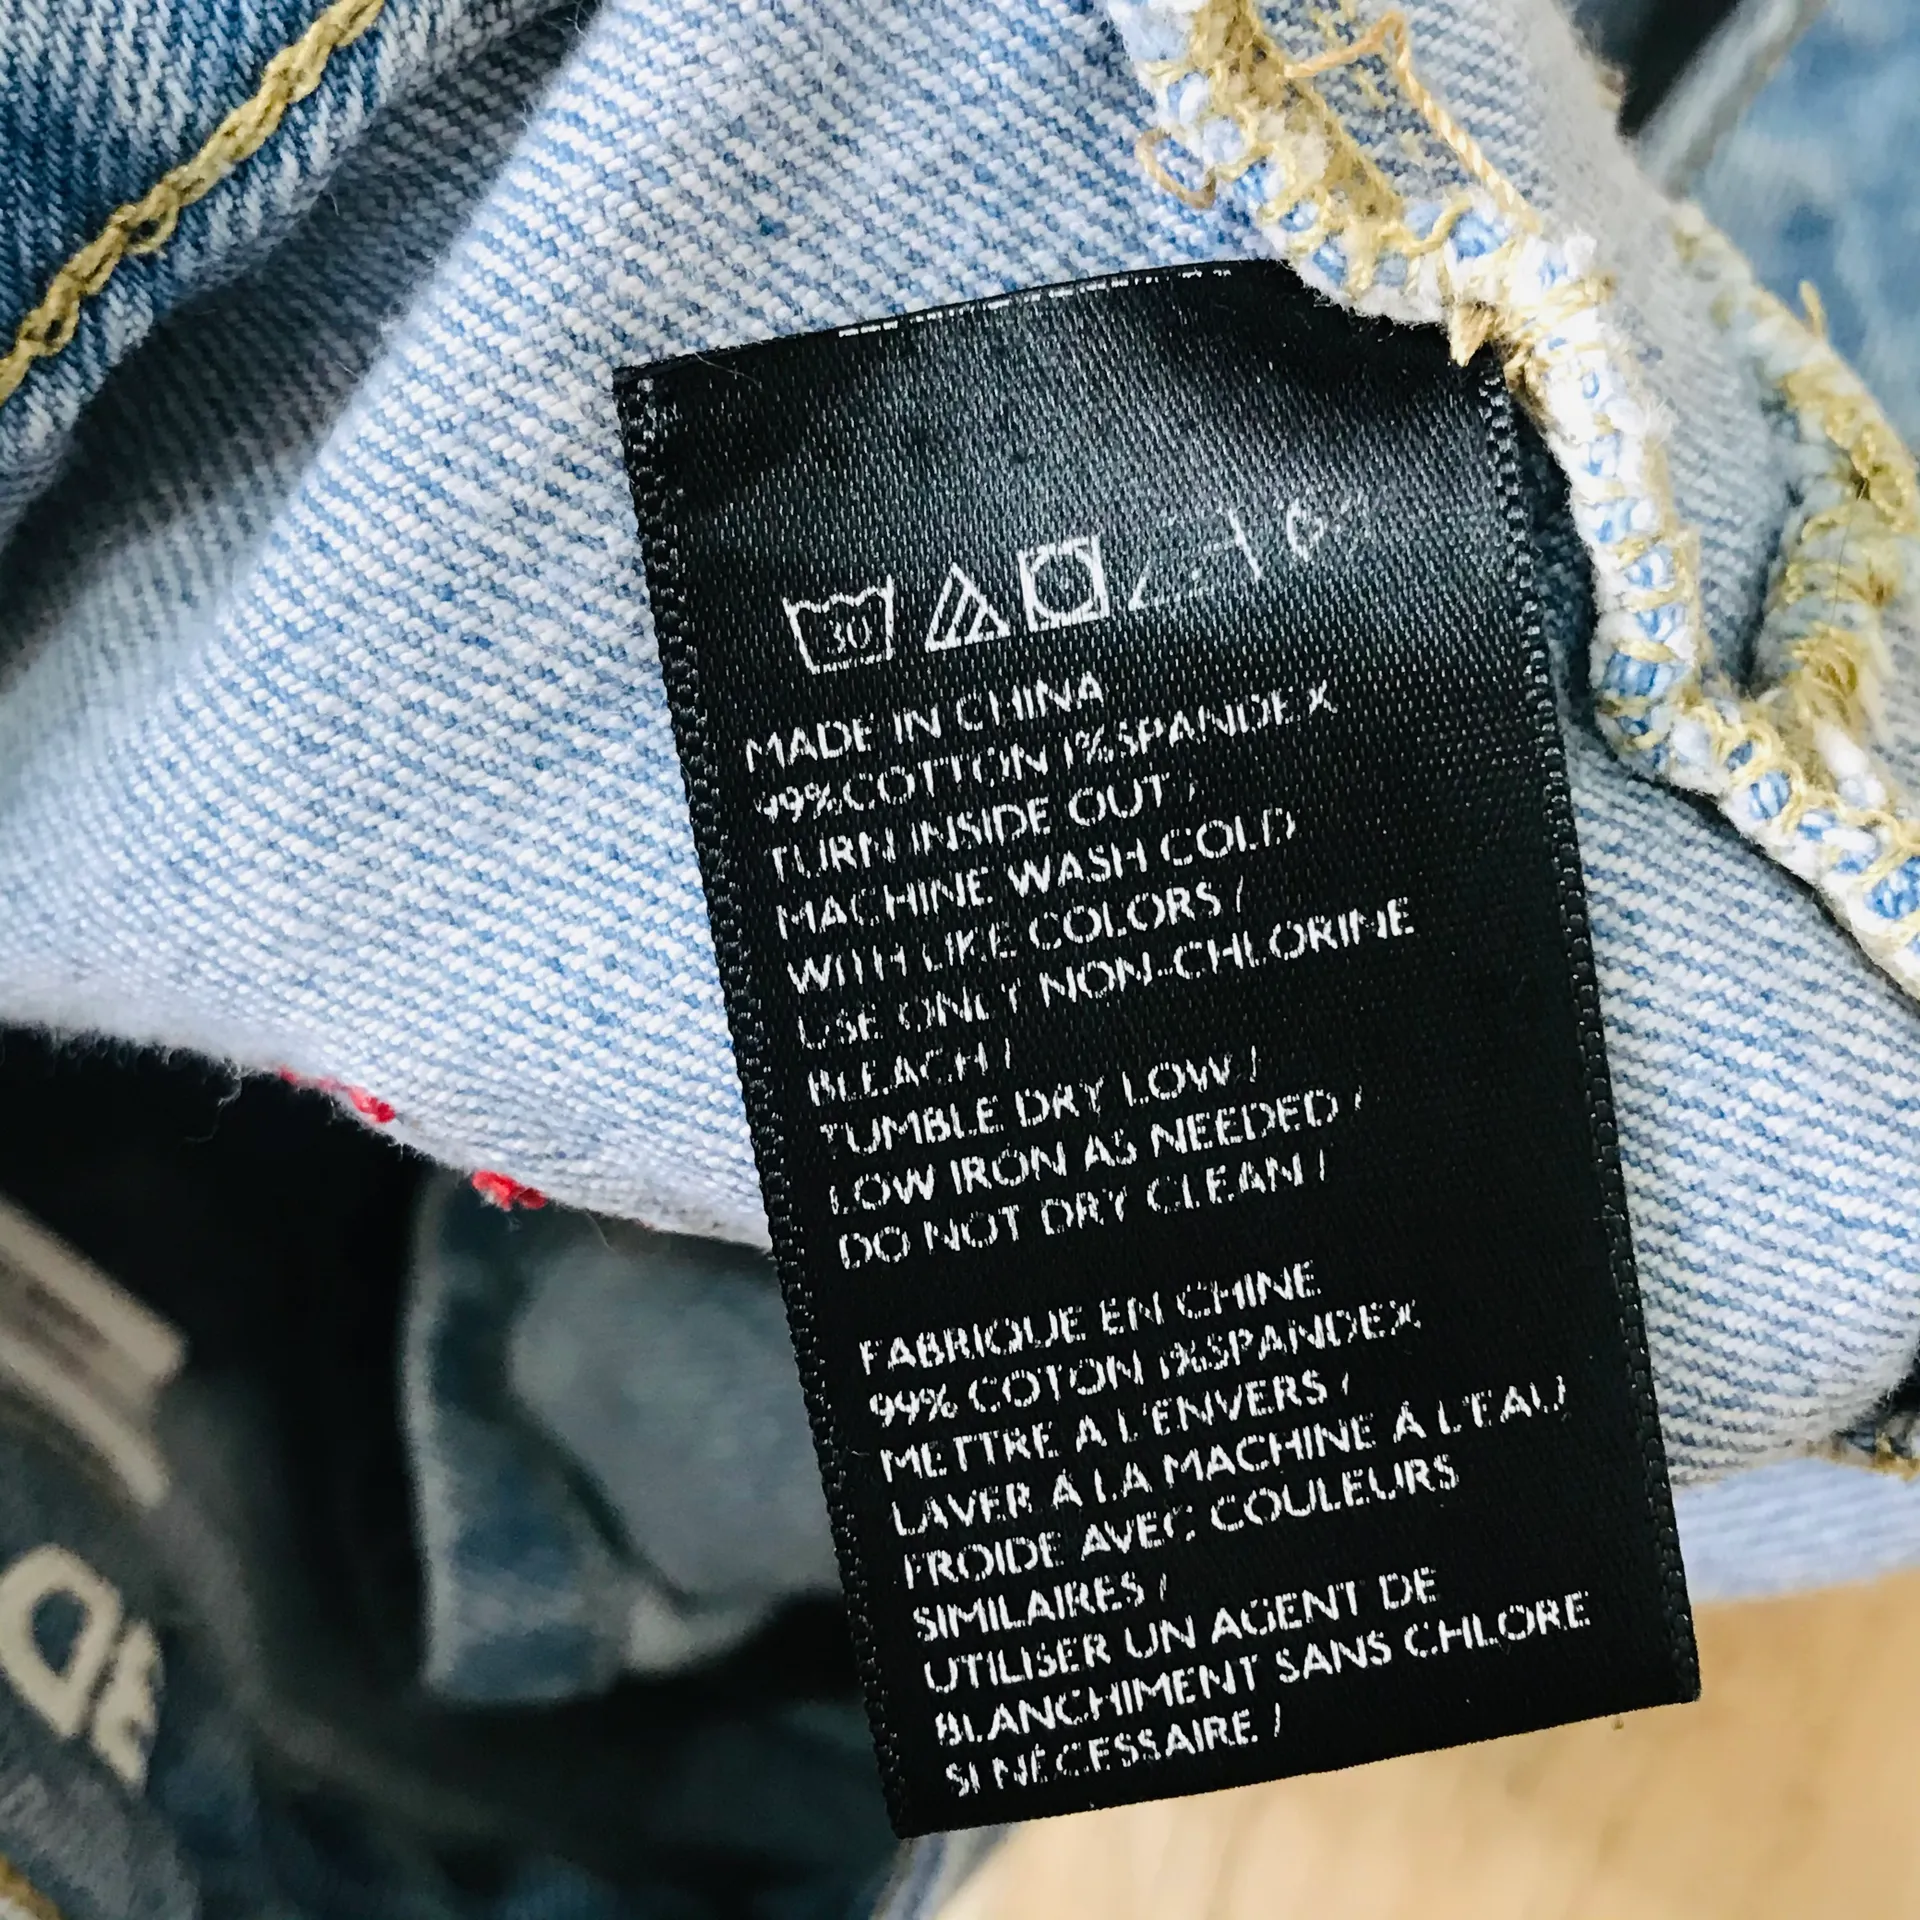 30
MADE IN CHINA
99%COTTON 1%SPANDEX
TURN INSIDE OUT /
MACHINE WASH COLD
WITH LIKE COLORS /
USE ONLY NON-CHLORINE
BLEACH /
TUMBLE DRY LOW /
LOW IRON AS NEEDED /
DO NOT DRY CLEAN /
FABRIQUE EN CHINE
99% COTON 1%SPANDEX
METTRE A L'ENVERS /
LAVER À LA MACHINE À L'EAU
FROIDE AVEC COULEURS
SIMILAIRES /
UTILISER UN AGENT DE
BLANCHIMENT SANS CHLORE
SI NÉCESSAIRE /